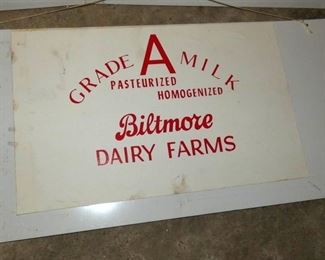 GRADE A MILK
PASTEURIZED
HOMOGENIZED
Biltmore
DAIRY FARMS